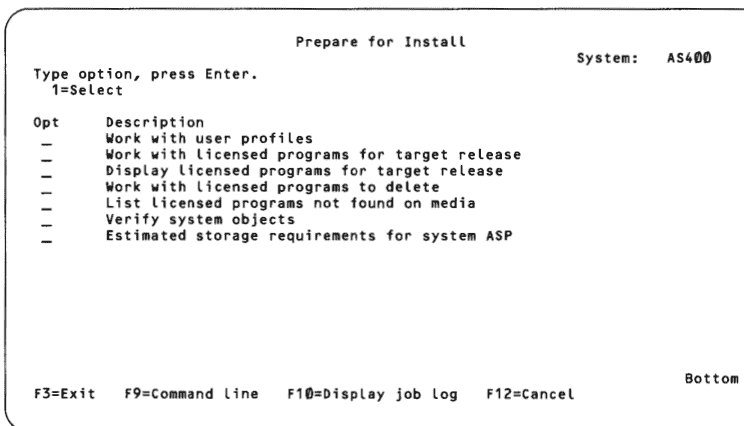 Prepare for Install
System: AS400
Type option, press Enter.
1=Select
Opt Description
_ Work with user profiles
_ Work with licensed programs for target release
_ Display licensed programs for target release
_ Work with licensed programs to delete
_ List licensed programs not found on media
_ Verify system objects
_ Estimated storage requirements for system ASP
Bottom
F3=Exit F9=Command line F10=Display job log F12=Cancel